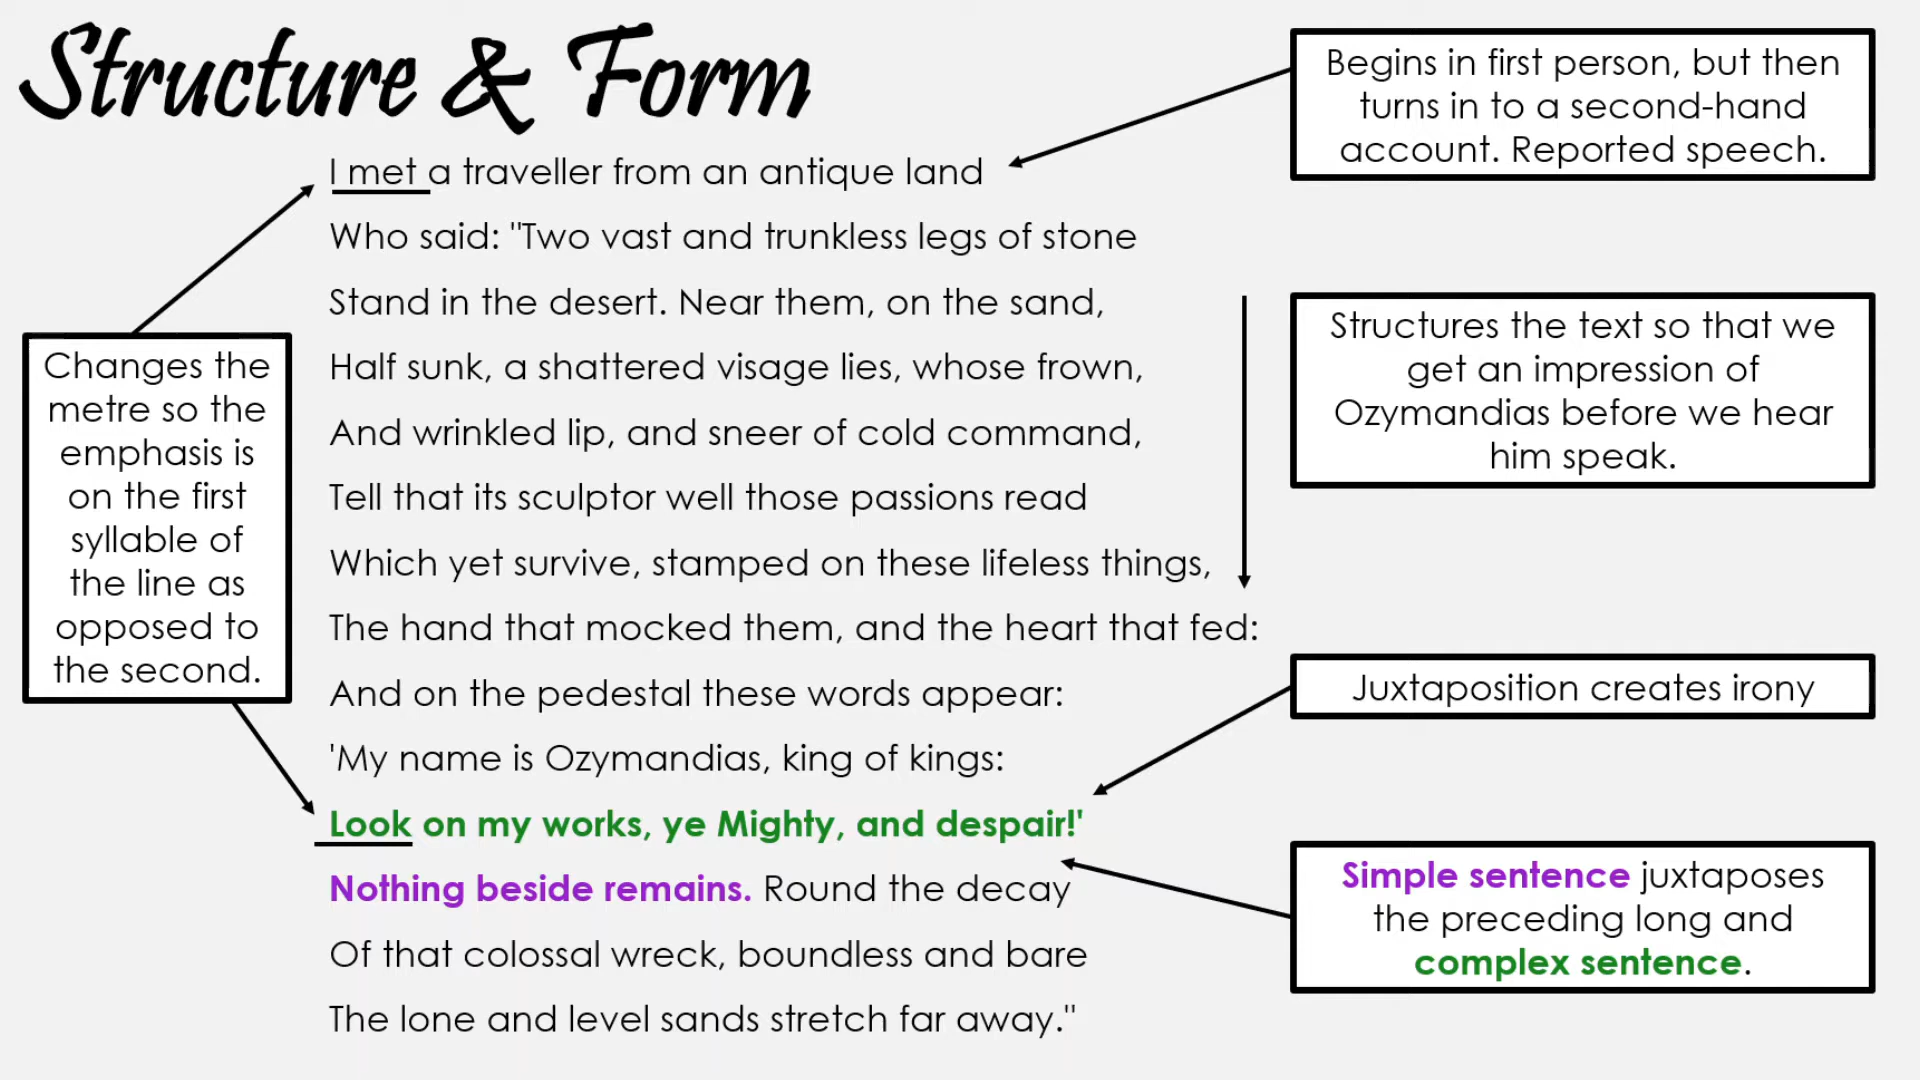 Structure & Form
Begins in first person, but then
turns in to a second-hand
account. Reported speech.
I met a traveller from an antique land
Who said: "Two vast and trunkless legs of stone
Stand in the desert. Near them, on the sand,
Half sunk, a shattered visage lies, whose frown,
And wrinkled lip, and sneer of cold command,
Tell that its sculptor well those passions read
Which yet survive, stamped on these lifeless things,
The hand that mocked them, and the heart that fed:
And on the pedestal these words appear:
'My name is Ozymandias, king of kings:
Look on my works, ye Mighty, and despair!'
Nothing beside remains. Round the decay
Of that colossal wreck, boundless and bare
The lone and level sands stretch far away."
Changes the
metre so the
emphasis is
on the first
syllable of
the line as
opposed to
the second.
Structures the text so that we
get an impression of
Ozymandias before we hear
him speak.
Juxtaposition creates irony
Simple sentence juxtaposes
the preceding long and
complex sentence.